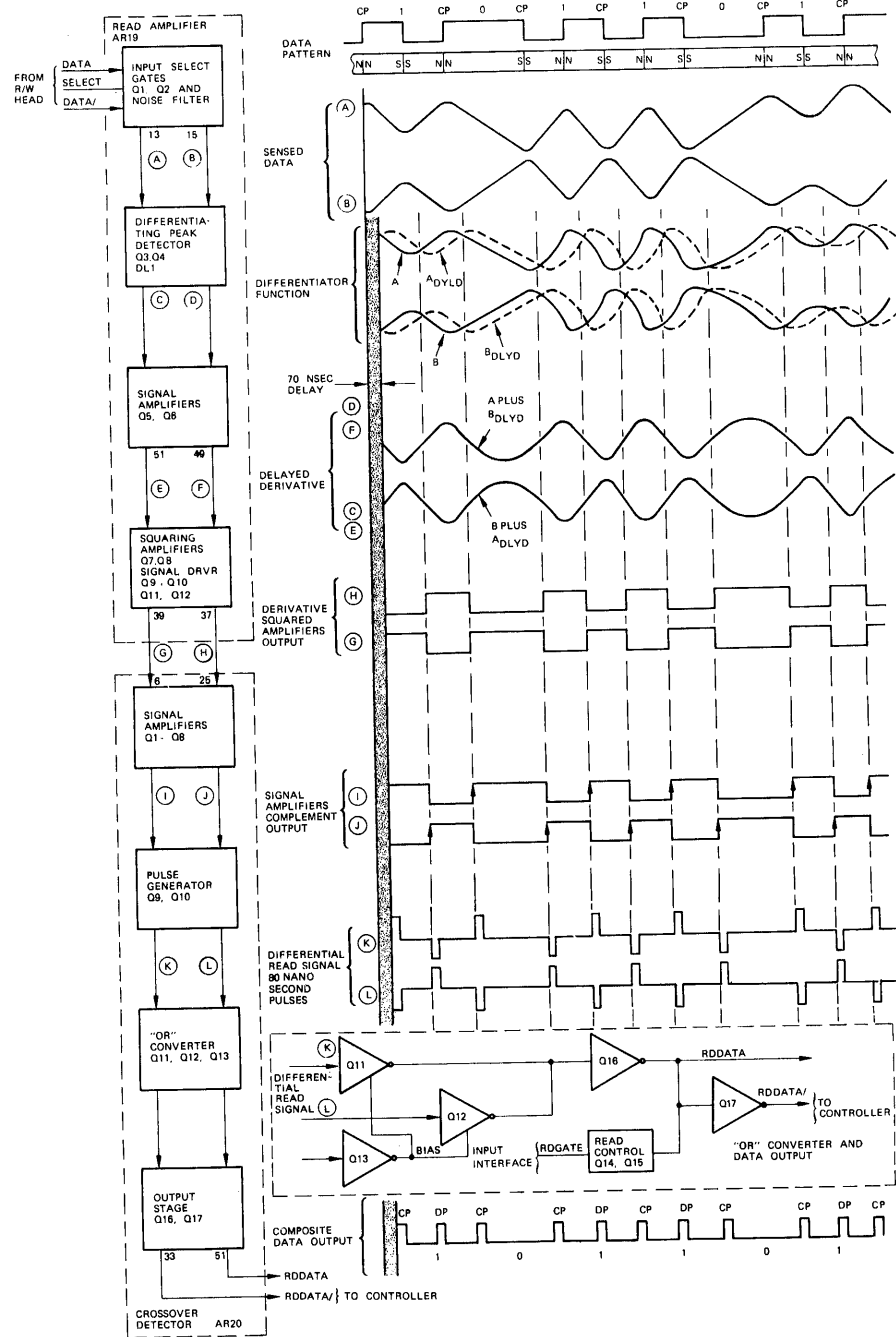 READ AMPLIFIER
AR19
FROM
R/W
HEAD
DATA
SELECT
DATA/
INPUT SELECT
GATES
Q1, Q2 AND
NOISE FILTER
13 15
A B
DIFFERENTIA-
TING PEAK
DETECTOR
Q3,Q4
DL1
C D
SIGNAL
AMPLIFIERS
Q5, Q6
51 49
E F
SQUARING
AMPLIFIERS
Q7,Q8
SIGNAL DRVR
Q9 - Q10
Q11, Q12
39 37
G H
6 25
SIGNAL
AMPLIFIERS
Q1 - Q8
I J
PULSE
GENERATOR
Q9, Q10
K L
"OR"
CONVERTER
Q11, Q12, Q13
OUTPUT
STAGE
Q16, Q17
33 51
RDDATA
RDDATA/ } TO CONTROLLER
CROSSOVER
DETECTOR AR20
CP 1 CP 0 CP 1 CP 1 CP 0 CP 1 CP
DATA
PATTERN
N N S S N N S S N N S S N N S S N N S S N N
SENSED
DATA
A
B
DIFFERENTIATOR
FUNCTION
A
ADYLD
B
BDLYD
70 NSEC
DELAY
DELAYED
DERIVATIVE
D
F
A PLUS
BDLYD
C
E
B PLUS
ADLYD
DERIVATIVE
SQUARED
AMPLIFIERS
OUTPUT
H
G
SIGNAL
AMPLIFIERS
COMPLEMENT
OUTPUT
I
J
DIFFERENTIAL
READ SIGNAL
80 NANO
SECOND
PULSES
K
L
K
DIFFEREN-
TIAL
READ
SIGNAL L
Q11
Q12
Q13
BIAS
INPUT
INTERFACE
RDGATE
READ
CONTROL
Q14, Q15
Q16
RDDATA
Q17
RDDATA/
TO
CONTROLLER
"OR" CONVERTER AND
DATA OUTPUT
COMPOSITE
DATA OUTPUT
CP DP CP CP DP CP DP CP CP DP CP
1 0 1 1 0 1